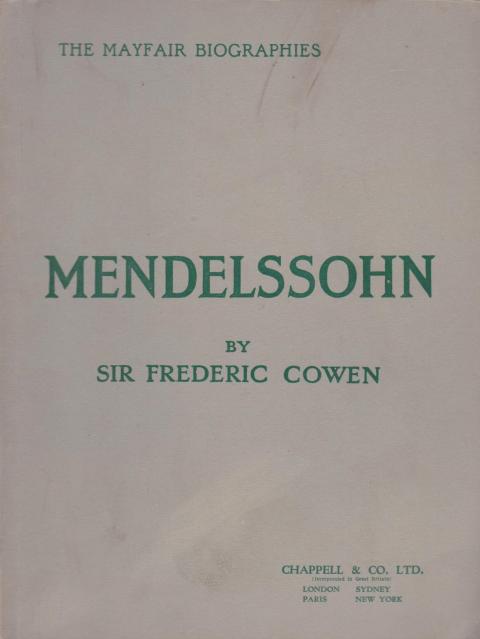 THE MAYFAIR BIOGRAPHIES
MENDELSSOHN
BY
SIR FREDERIC COWEN
CHAPPELL & CO. LTD.
(Incorporated in Great Britain)
LONDON SYDNEY
PARIS NEW YORK